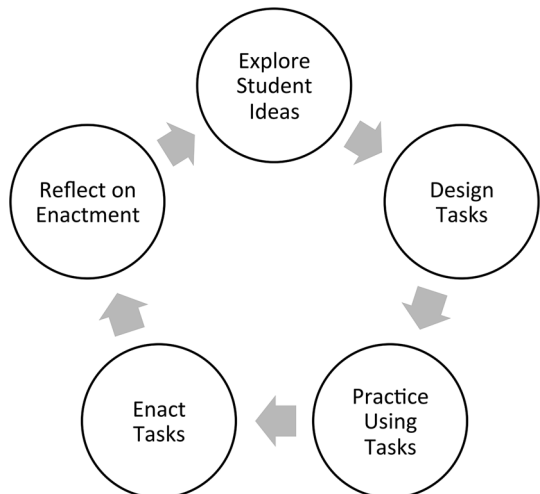 Explore
Student
Ideas
Design
Tasks
Practice
Using
Tasks
Enact
Tasks
Reflect on
Enactment